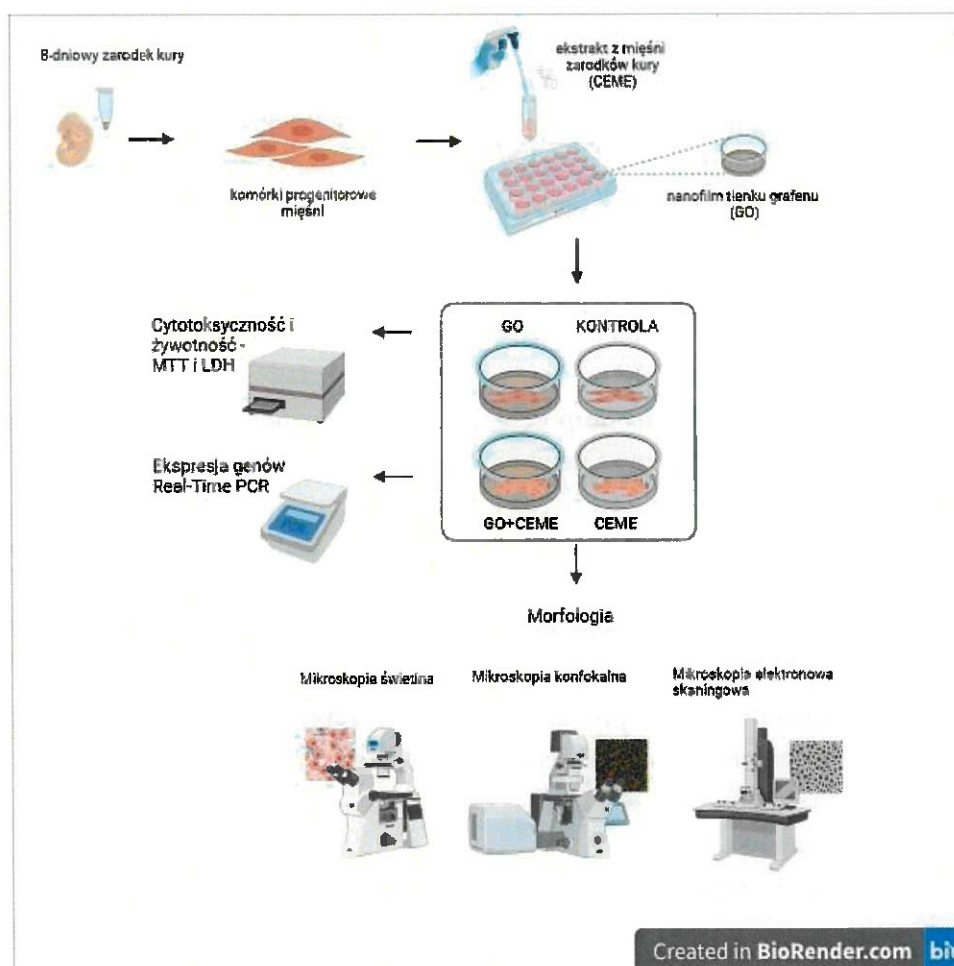 8-dniowy zarodek kury
ekstrakt z mięśni
zarodków kury
(CEME)
komórki progenitorowe
mięśni
nanofilm tlenku grafenu
(GO)
Cytotoksyczność i
żywotność -
MTT i LDH
GO KONTROLA
Ekspresja genów
Real-Time PCR
GO+CEME CEME
Morfologia
Mikroskopia świetlna
Mikroskopia konfokalna
Mikroskopia elektronowa
skaningowa
Created in BioRender.com bio